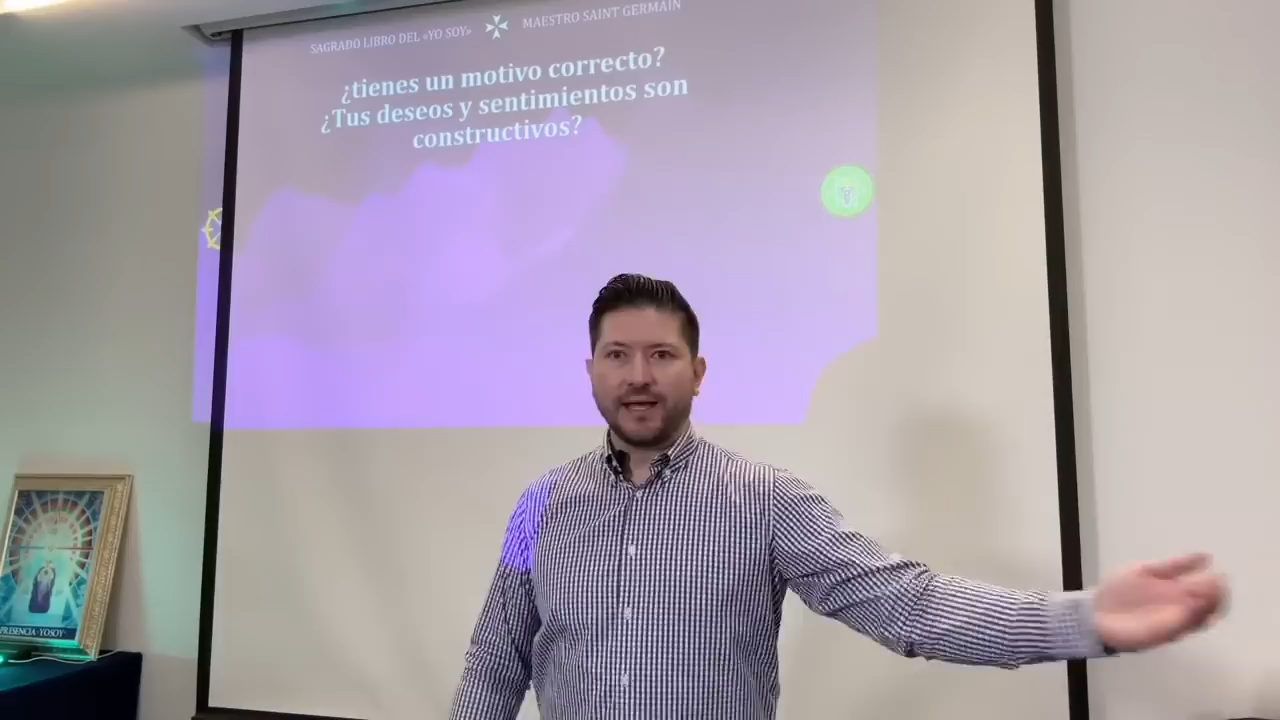 SAGRADO LIBRO DEL «YO SOY» MAESTRO SAINT GERMAIN
¿tienes un motivo correcto?
¿Tus deseos y sentimientos son
constructivos?
PRESENCIA "YO SOY"